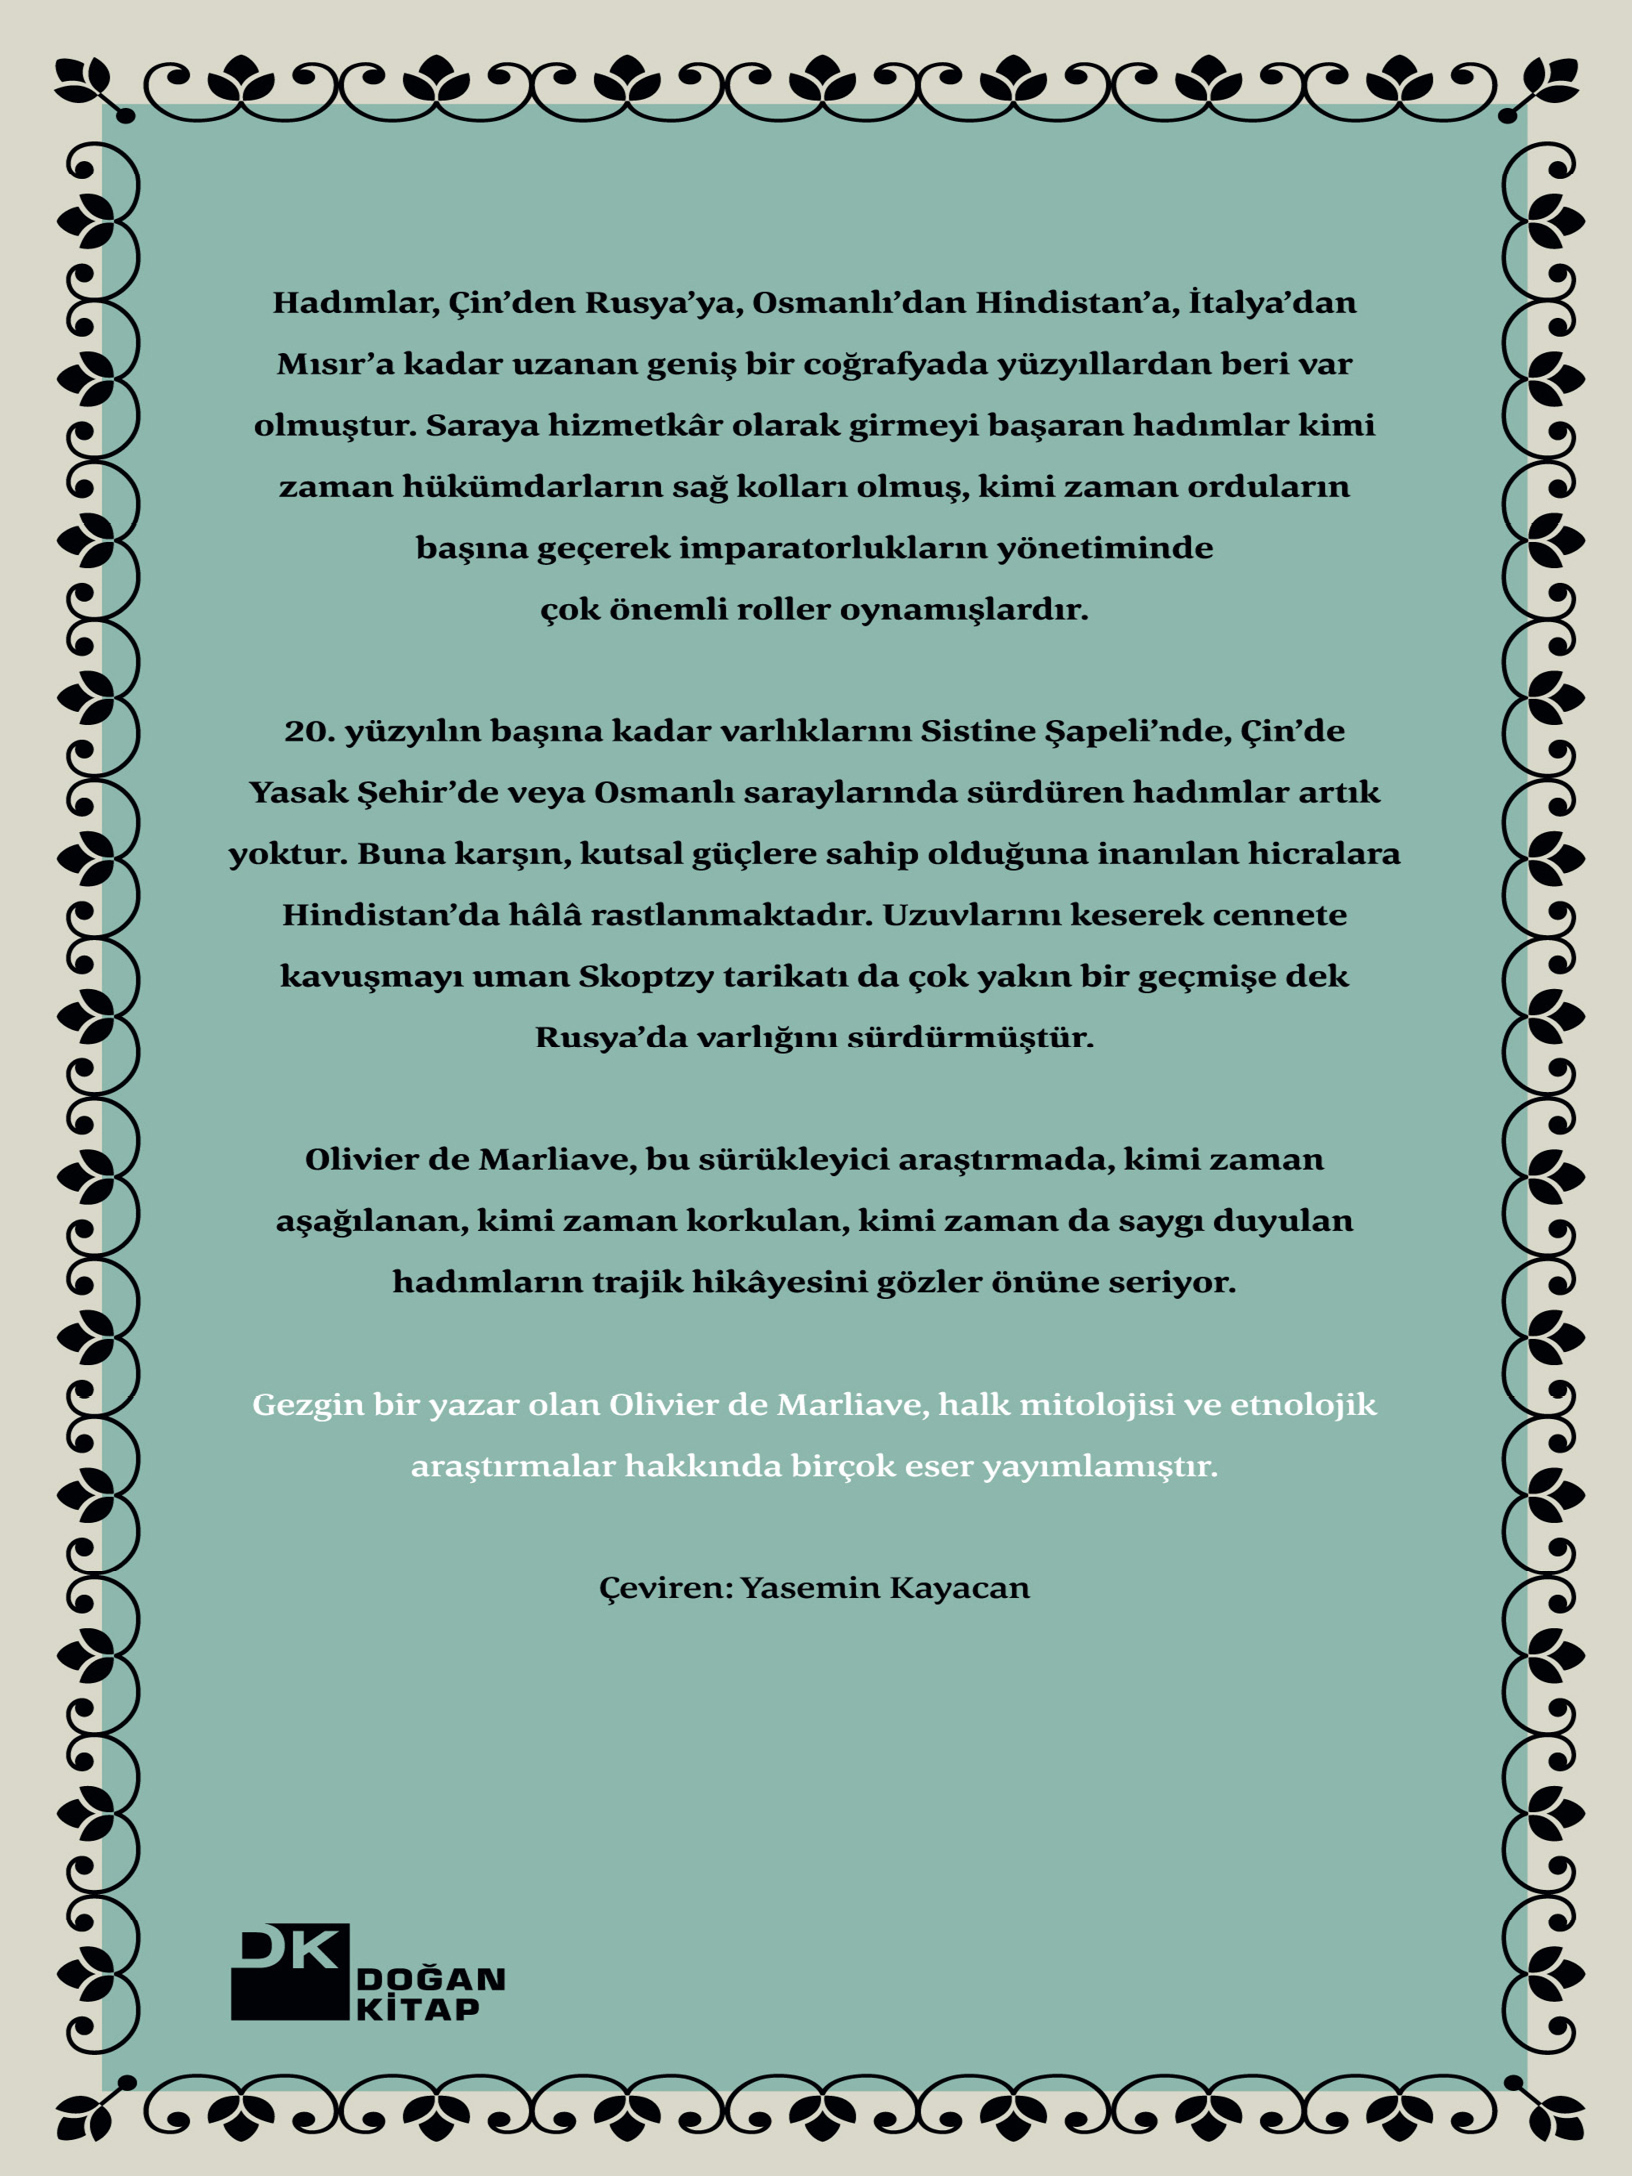 Hadımlar, Çin’den Rusya’ya, Osmanlı’dan Hindistan’a, İtalya’dan
Mısır’a kadar uzanan geniş bir coğrafyada yüzyıllardan beri var
olmuştur. Saraya hizmetkâr olarak girmeyi başaran hadımlar kimi
zaman hükümdarların sağ kolları olmuş, kimi zaman orduların
başına geçerek imparatorlukların yönetiminde
çok önemli roller oynamışlardır.
20. yüzyılın başına kadar varlıklarını Sistine Şapeli’nde, Çin’de
Yasak Şehir’de veya Osmanlı saraylarında sürdüren hadımlar artık
yoktur. Buna karşın, kutsal güçlere sahip olduğuna inanılan hicralara
Hindistan’da hâlâ rastlanmaktadır. Uzuvlarını keserek cennete
kavuşmayı uman Skoptzy tarikatı da çok yakın bir geçmişe dek
Rusya’da varlığını sürdürmüştür.
Olivier de Marliave, bu sürükleyici araştırmada, kimi zaman
aşağılanan, kimi zaman korkulan, kimi zaman da saygı duyulan
hadımların trajik hikâyesini gözler önüne seriyor.
Gezgin bir yazar olan Olivier de Marliave, halk mitolojisi ve etnolojik
araştırmalar hakkında birçok eser yayımlamıştır.
Çeviren: Yasemin Kayacan
DK
DOĞAN
KİTAP